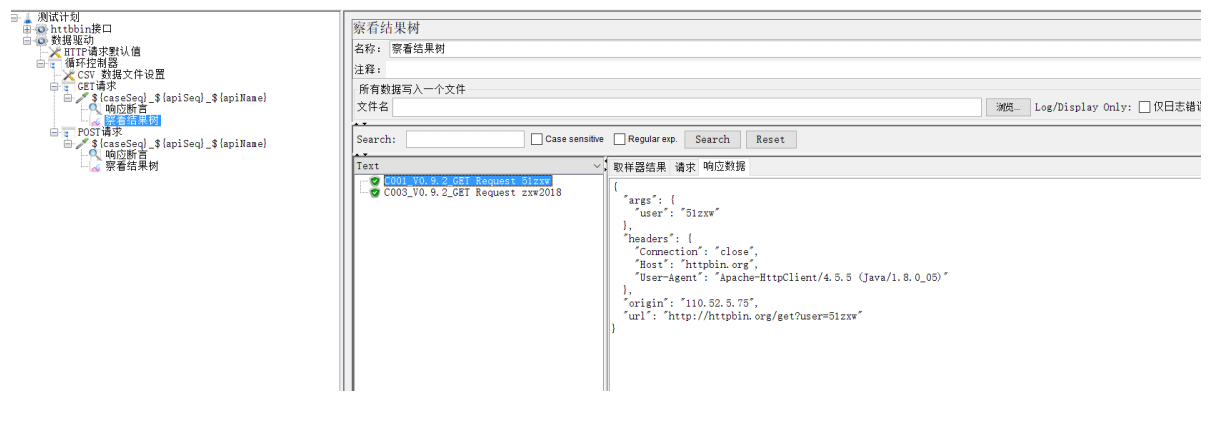 测试计划
httbbin接口
数据驱动
HTTP请求默认值
循环控制器
CSV 数据文件设置
GET请求
${caseSeq}_${apiSeq}_${apiName}
响应断言
察看结果树
POST请求
${caseSeq}_${apiSeq}_${apiName}
响应断言
察看结果树
察看结果树
名称: 察看结果树
注释:
所有数据写入一个文件
文件名 浏览… Log/Display Only: 仅日志错误
Search: Case sensitive Regular exp. Search Reset
Text
C001_V0.9.2_GET Request 51zxw
C003_V0.9.2_GET Request zxw2018
取样器结果 请求 响应数据
{
"args": {
"user": "51zxw"
},
"headers": {
"Connection": "close",
"Host": "httpbin.org",
"User-Agent": "Apache-HttpClient/4.5.5 (Java/1.8.0_05)"
},
"origin": "110.52.5.75",
"url": "http://httpbin.org/get?user=51zxw"
}